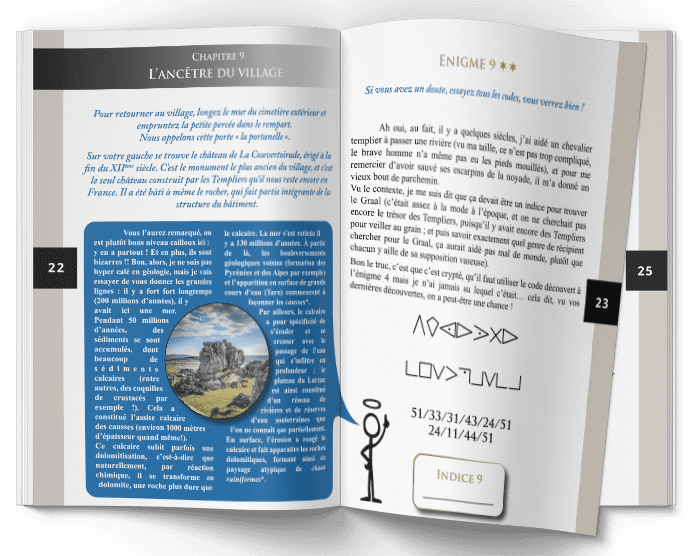 CHAPITRE 9
L'ANCÊTRE DU VILLAGE
Pour retourner au village, longez le mur du cimetière extérieur et
empruntez la petite percée dans le rempart.
Nous appelons cette porte « la portanelle ».
Sur votre gauche se trouve le château de La Couvertoirade, érigé à la
fin du XIIème siècle. C'est le monument le plus ancien du village, et c'est
le seul château construit par les Templiers qu'il nous reste encore en
France. Il a été bâti à même le rocher, qui fait partie intégrante de la
structure du bâtiment.
Vous l'aurez remarqué, on
est plutôt bons niveau cailloux ici :
y en a partout ! Et en plus, ils sont
bizarres !! Bon, alors, je ne suis pas
hyper calé en géologie, mais je vais
essayer de vous donner les grandes
lignes : il y a fort fort longtemps
(200 millions d'années), il y
avait ici une mer.
Pendant 50 millions
d'années, des
sédiments se sont
accumulés, dont
beaucoup de
sédiments
calcaires (entre
autres, des coquilles
de crustacés par
exemple !). Cela a
constitué l'assise calcaire
des causses (environ 1000 mètres
d'épaisseur quand même!).
Ce calcaire subit parfois une
dolomitisation, c'est-à-dire que
naturellement, par réaction
chimique, il se transforme en
dolomite, une roche plus dure que
le calcaire. La mer s'est retirée il
y a 130 millions d'années. À partir
de là, les bouleversements
géologiques voisins (formation des
Pyrénées et des Alpes par exemple)
et l'apparition en surface de grands
cours d'eau (Tarn) commencent à
façonner les causses*.
Par ailleurs, le calcaire
a pour spécificité de
s'éroder et se
creuser avec le
passage de l'eau
qui s'infiltre en
profondeur ; le
plateau du Larzac
est ainsi constitué
d'un réseau de
rivières et de réserves
d'eau souterraines que
l'on ne connaît que partiellement.
En surface, l'érosion a rongé le
calcaire et fait apparaître les roches
dolomitiques, formant ainsi ce
paysage atypique de chaos
ruiniformes*.
22
ENIGME 9 ✶✶
Si vous avez un doute, essayez tous les codes, vous verrez bien !
Ah oui, au fait, il y a quelques siècles, j'ai aidé un chevalier
templier à passer une rivière (vu ma taille, ce n'est pas trop compliqué,
le brave homme n'a même pas eu les pieds mouillés), et pour me
remercier d'avoir sauvé ses escarpins de la noyade, il m'a donné un
vieux bout de parchemin.
Vu le contexte, je me suis dit que ça devait être un indice pour trouver
le Graal (c'était assez à la mode à l'époque, et on ne cherchait pas
encore le trésor des Templiers, puisqu'il y avait encore des Templiers
pour veiller au grain ; et puis savoir exactement quel genre de récipient
chercher pour le Graal, ça aurait aidé pas mal de monde, plutôt que
chacun y aille de sa supposition vaseuse).
Bon le truc, c'est que c'est crypté, qu'il faut utiliser le code découvert à
l'énigme 4 mais je n'ai jamais su lequel c'était... cela dit, vu vos
dernières découvertes, on a peut-être une chance !
51/33/31/43/24/51
24/11/44/51
INDICE 9
23
25